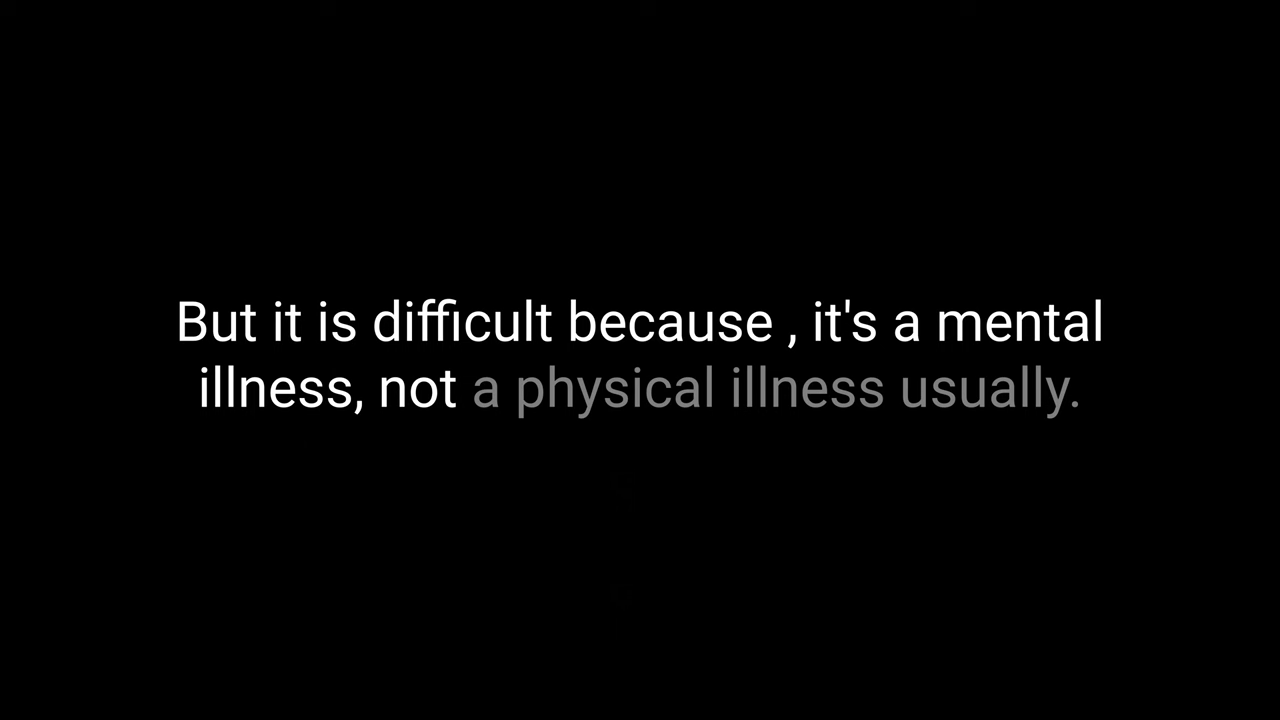 But it is difficult because , it's a mental
illness, not a physical illness usually.